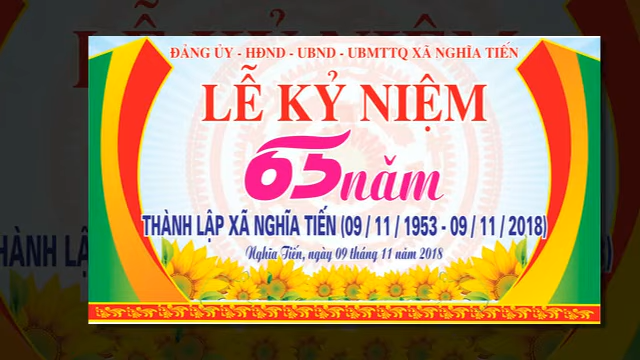 ĐẢNG ỦY - HĐND - UBND - UBMTTQ XÃ NGHĨA TIẾN
LỄ KỶ NIỆM
65 năm
THÀNH LẬP XÃ NGHĨA TIẾN (09 / 11 / 1953 - 09 / 11 / 2018)
Nghĩa Tiến, ngày 09 tháng 11 năm 2018